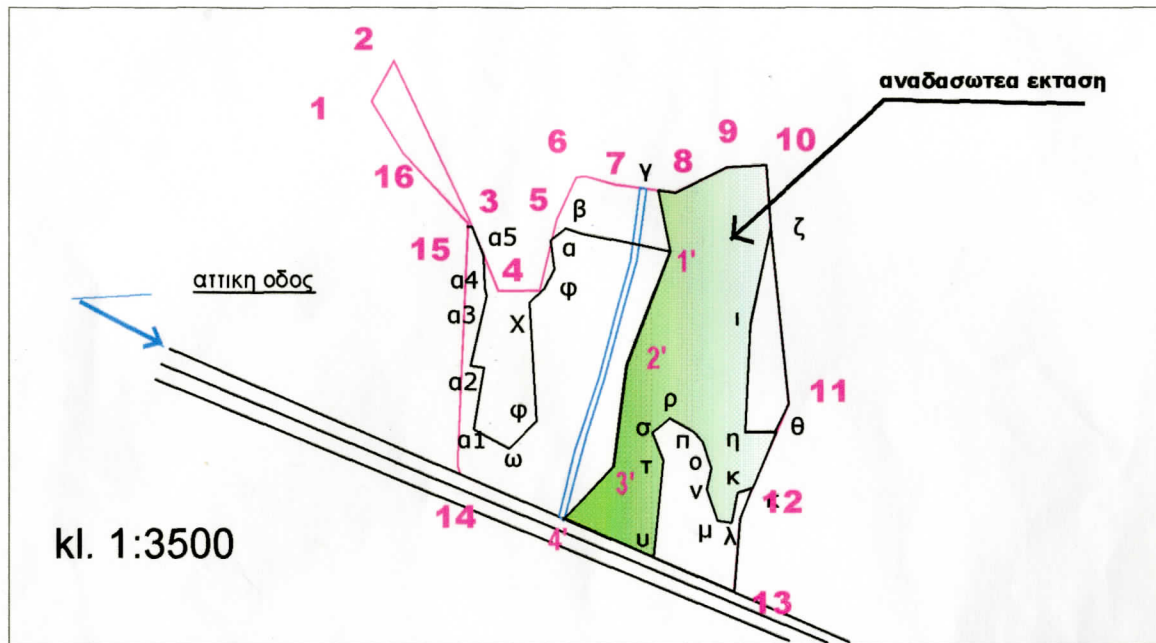 2
αναδασωτεα εκταση
1
9
10
6
7
γ
8
16
3
5
β
ζ
15
α5
α
1'
4
α4
φ
αττικη οδος
α3
χ
ι
2'
α2
11
ρ
φ
θ
σ
η
α1
π
ω
τ
ο
κ
3'
ν
κ
12
14
μ
λ
4'
υ
kl. 1:3500
13